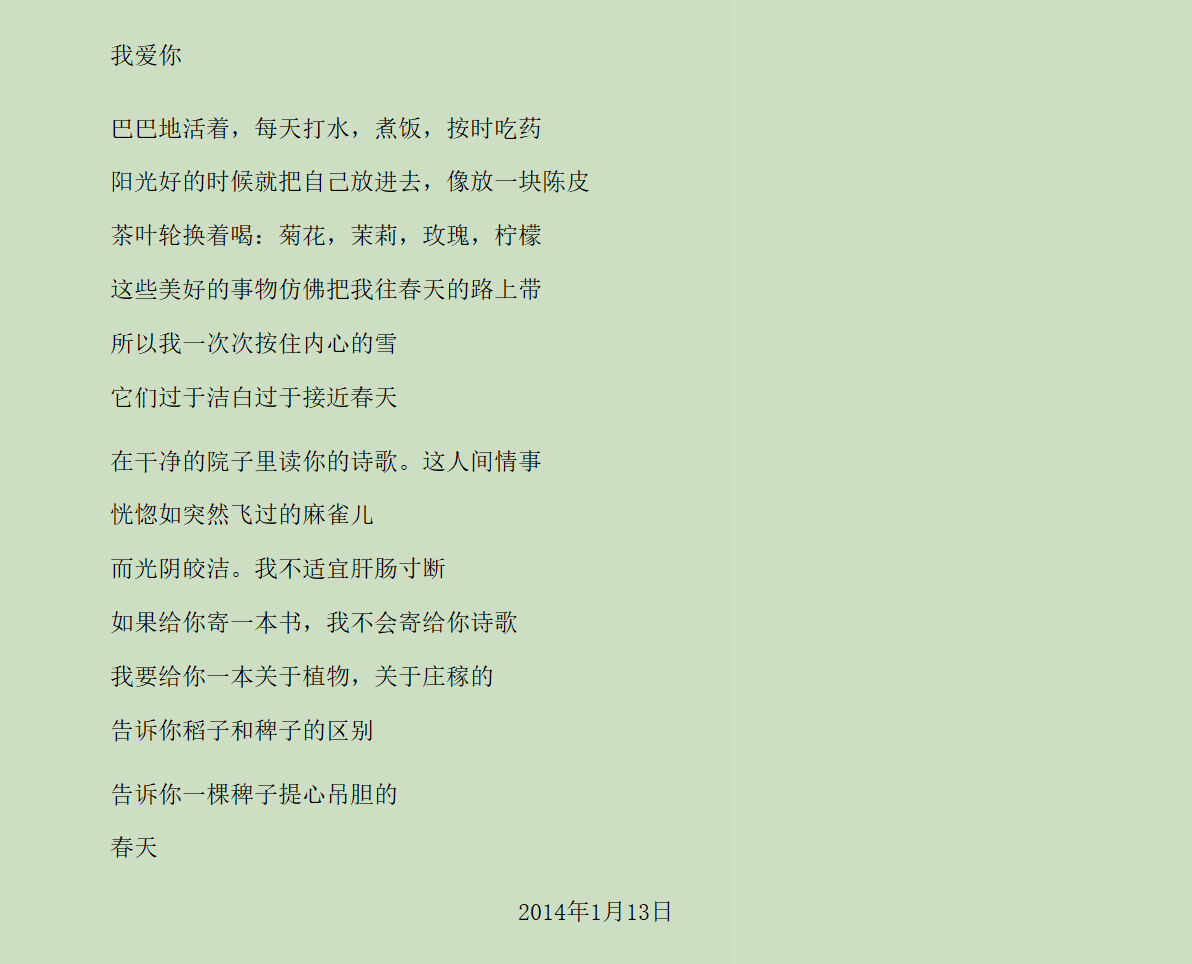 我爱你
巴巴地活着，每天打水，煮饭，按时吃药
阳光好的时候就把自己放进去，像放一块陈皮
茶叶轮换着喝：菊花，茉莉，玫瑰，柠檬
这些美好的事物仿佛把我往春天的路上带
所以我一次次按住内心的雪
它们过于洁白过于接近春天
在干净的院子里读你的诗歌。这人间情事
恍惚如突然飞过的麻雀儿
而光阴皎洁。我不适宜肝肠寸断
如果给你寄一本书，我不会寄给你诗歌
我要给你一本关于植物，关于庄稼的
告诉你稻子和稗子的区别
告诉你一棵稗子提心吊胆的
春天
2014年1月13日